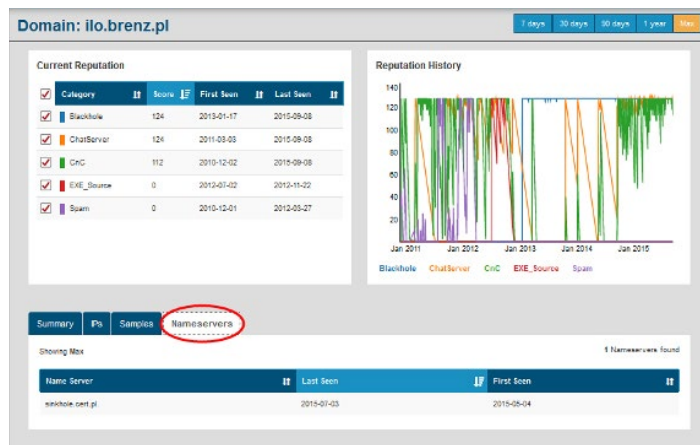 Domain: ilo.brenz.pl
7 days 30 days 90 days 1 year Max
Current Reputation
Category Score First Seen Last Seen
Blackhole 124 2013-01-17 2015-09-08
ChatServer 124 2011-03-03 2015-09-08
CnC 112 2010-12-02 2015-09-08
EXE_Source 0 2012-07-02 2012-11-22
Spam 0 2010-12-01 2012-03-27
Reputation History
140
120
100
80
60
40
20
Jan 2011 Jan 2012 Jan 2013 Jan 2014 Jan 2015
Blackhole ChatServer CnC EXE_Source Spam
Summary IPs Samples Nameservers
Showing Max
1 Nameservers found
Name Server Last Seen First Seen
sinkhole.cert.pl 2015-07-03 2015-05-04